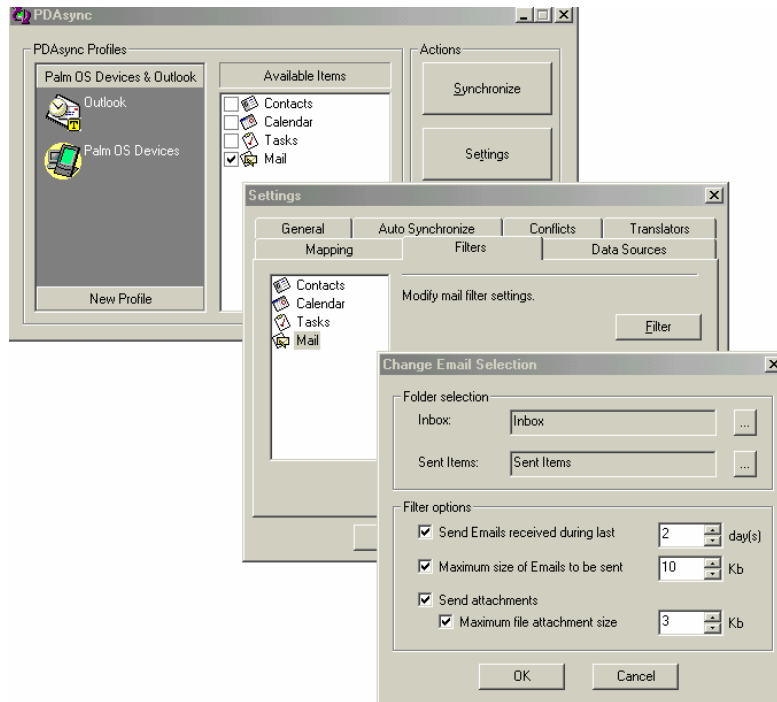 PDAsync
PDAsync Profiles
Palm OS Devices & Outlook
Outlook
Palm OS Devices
New Profile
Available Items
Contacts
Calendar
Tasks
Mail
Actions
Synchronize
Settings
Settings
General
Auto Synchronize
Conflicts
Translators
Mapping
Filters
Data Sources
Contacts
Calendar
Tasks
Mail
Modify mail filter settings.
Filter
Change Email Selection
Folder selection
Inbox: Inbox ...
Sent Items: Sent Items ...
Filter options
Send Emails received during last 2 day(s)
Maximum size of Emails to be sent 10 Kb
Send attachments
Maximum file attachment size 3 Kb
OK Cancel